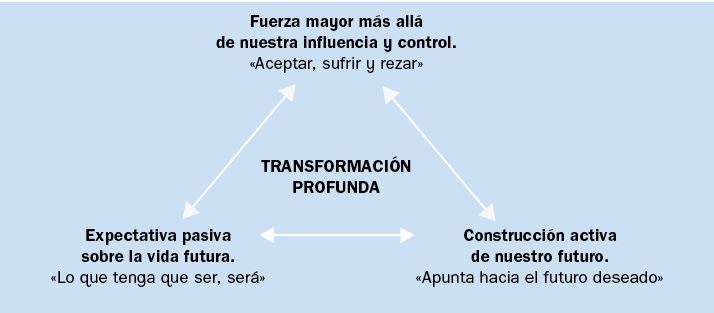 Fuerza mayor más allá
de nuestra influencia y control.
«Aceptar, sufrir y rezar»
TRANSFORMACIÓN
PROFUNDA
Expectativa pasiva
sobre la vida futura.
«Lo que tenga que ser, será»
Construcción activa
de nuestro futuro.
«Apunta hacia el futuro deseado»